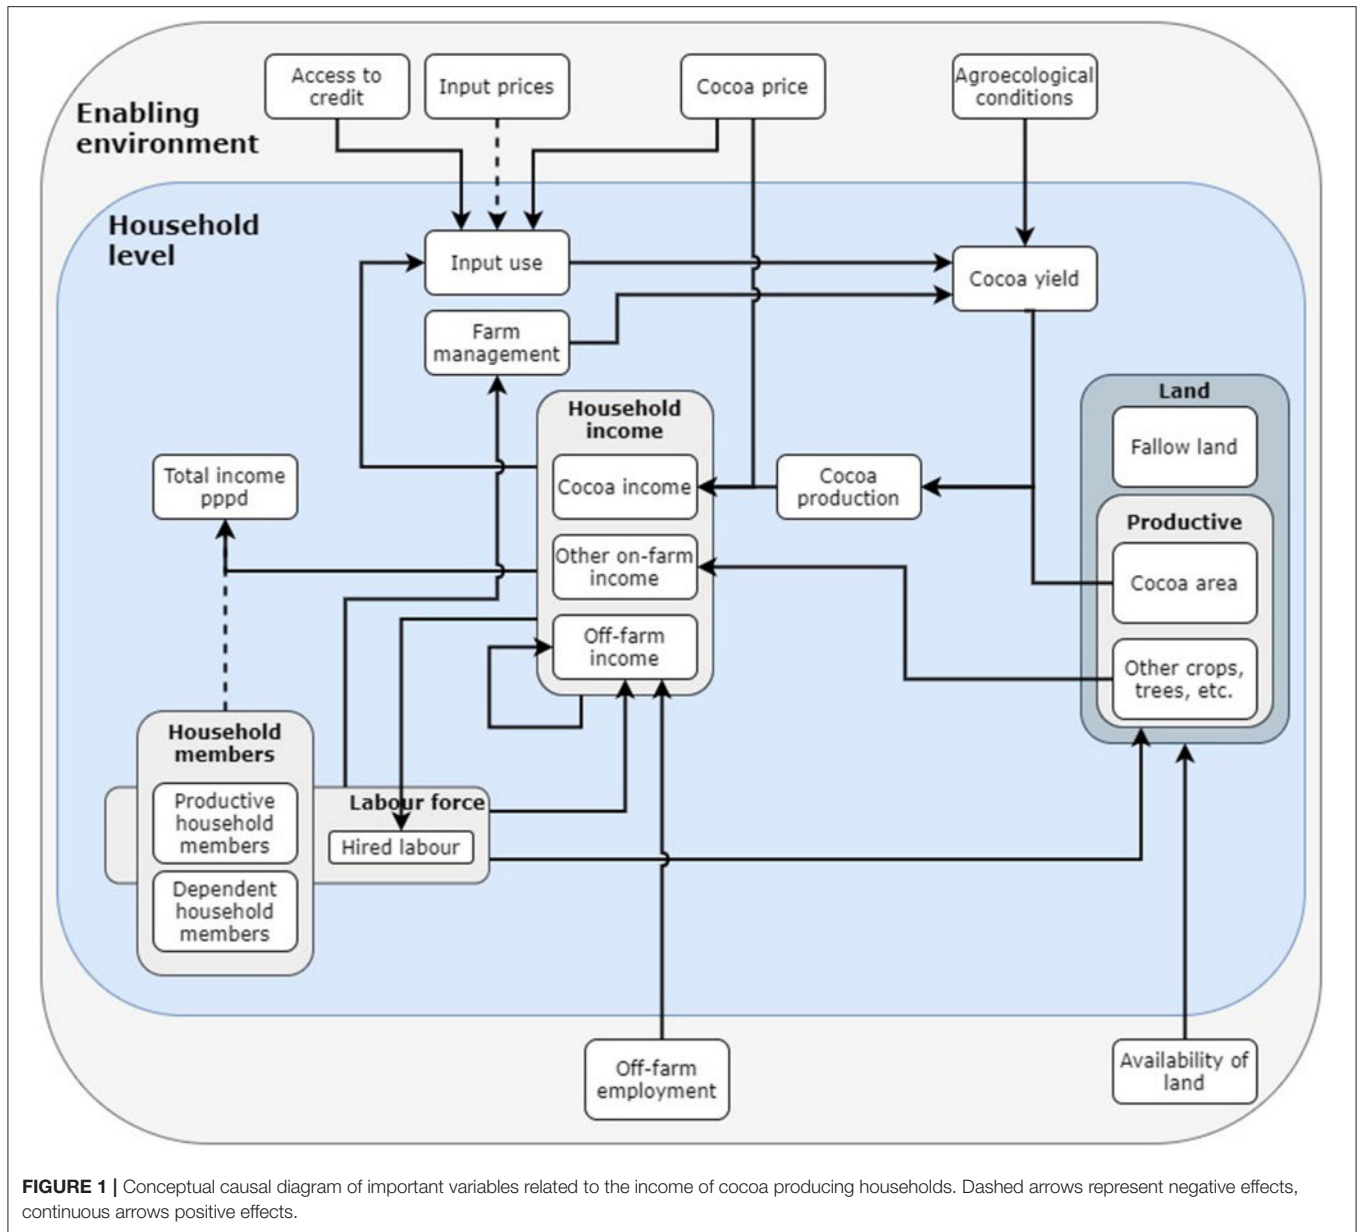 Access to
credit
Input prices
Cocoa price
Agroecological
conditions
Enabling
environment
Household
level
Input use
Cocoa yield
Farm
management
Land
Household
income
Fallow land
Total income
pppd
Cocoa income
Cocoa
production
Productive
Other on-farm
income
Cocoa area
Off-farm
income
Other crops,
trees, etc.
Household
members
Labour force
Productive
household
members
Hired labour
Dependent
household
members
Off-farm
employment
Availability of
land
FIGURE 1 | Conceptual causal diagram of important variables related to the income of cocoa producing households. Dashed arrows represent negative effects,
continuous arrows positive effects.